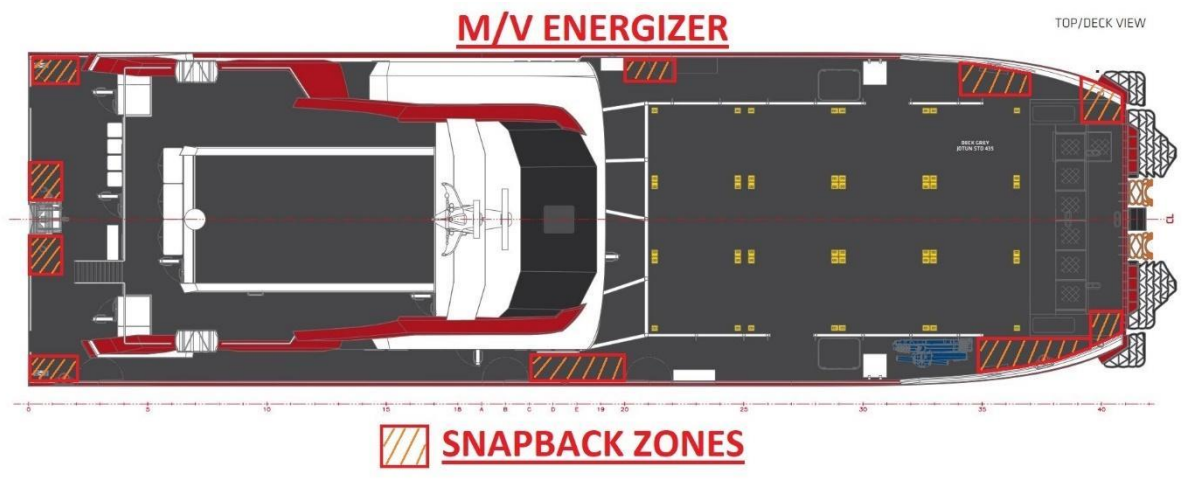 M/V ENERGIZER
TOP/DECK VIEW
DECK GREY
JOTUN STD 435
CL
0 5 10 15 18 A B C D E 19 20 25 30 35 40
SNAPBACK ZONES